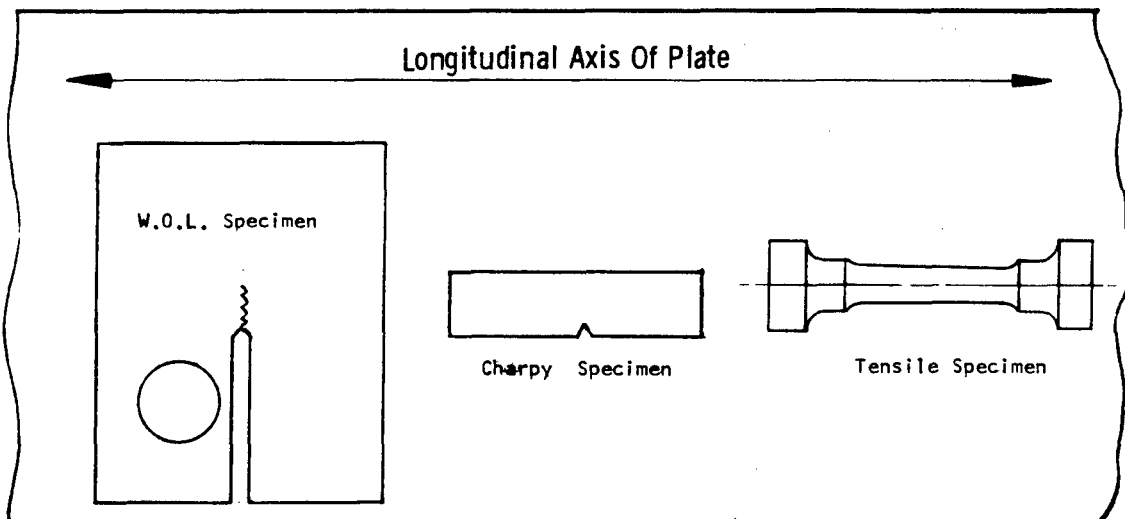 Longitudinal Axis Of Plate
W.O.L. Specimen
Charpy Specimen
Tensile Specimen